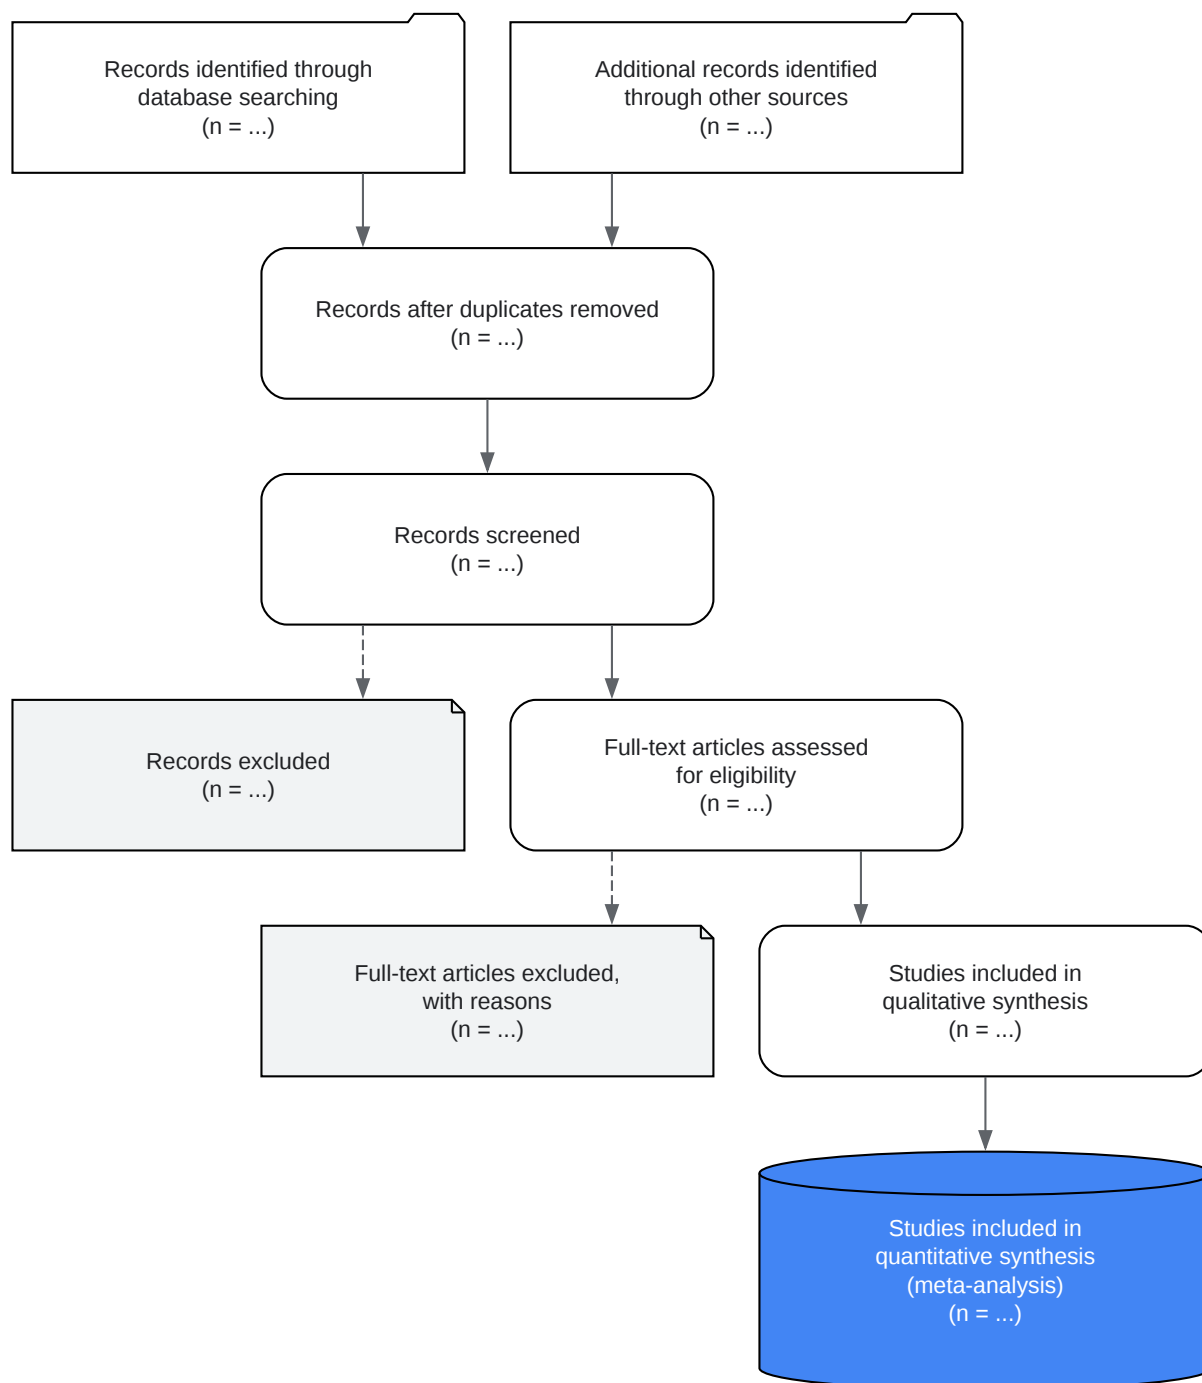 Records identified through
database searching
(n = ...)
Additional records identified
through other sources
(n = ...)
Records after duplicates removed
(n = ...)
Records screened
(n = ...)
Records excluded
(n = ...)
Full-text articles assessed
for eligibility
(n = ...)
Full-text articles excluded,
with reasons
(n = ...)
Studies included in
qualitative synthesis
(n = ...)
Studies included in
quantitative synthesis
(meta-analysis)
(n = ...)